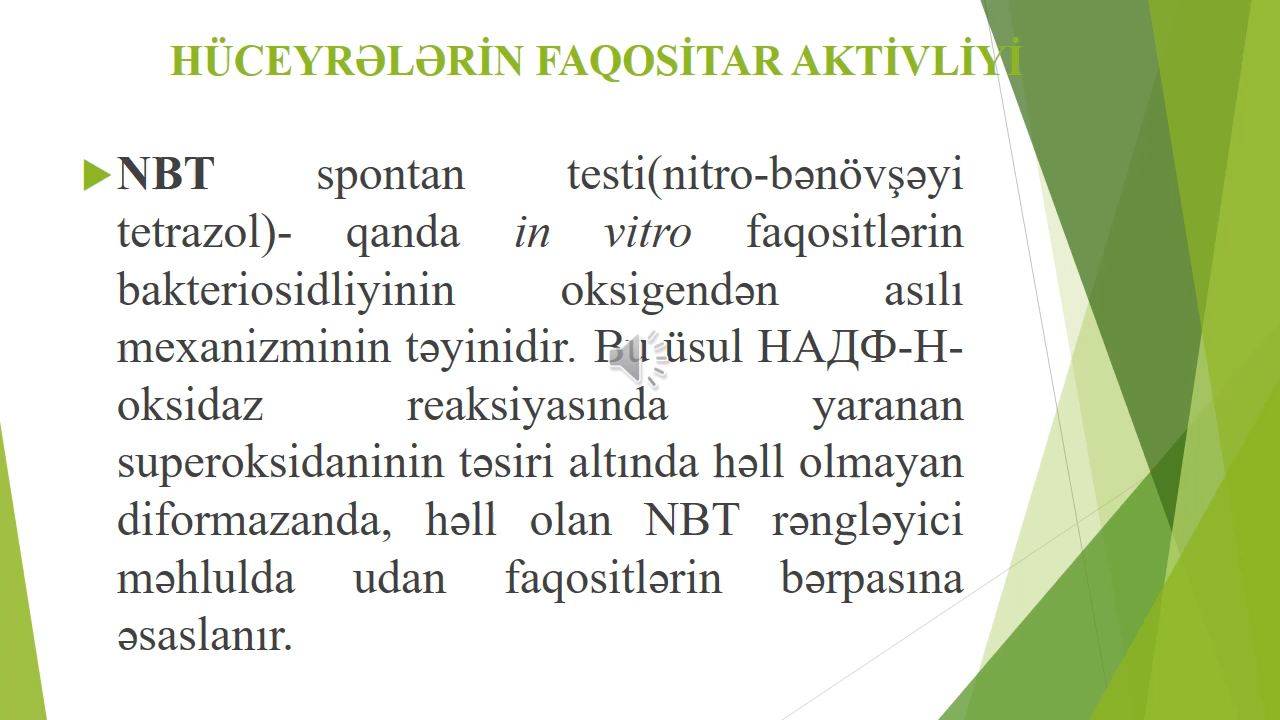 HÜCEYRƏLƏRİN FAQOSİTAR AKTİVLİYİ
NBT spontan testi(nitro-bənövşəyi
tetrazol)- qanda in vitro faqositlərin
bakteriosidliyinin oksigendən asılı
mexanizminin təyinidir. Bu üsul НАДФ-Н-
oksidaz reaksiyasında yaranan
superoksidaninin təsiri altında həll olmayan
diformazanda, həll olan NBT rəngləyici
məhlulda udan faqositlərin bərpasına
əsaslanır.